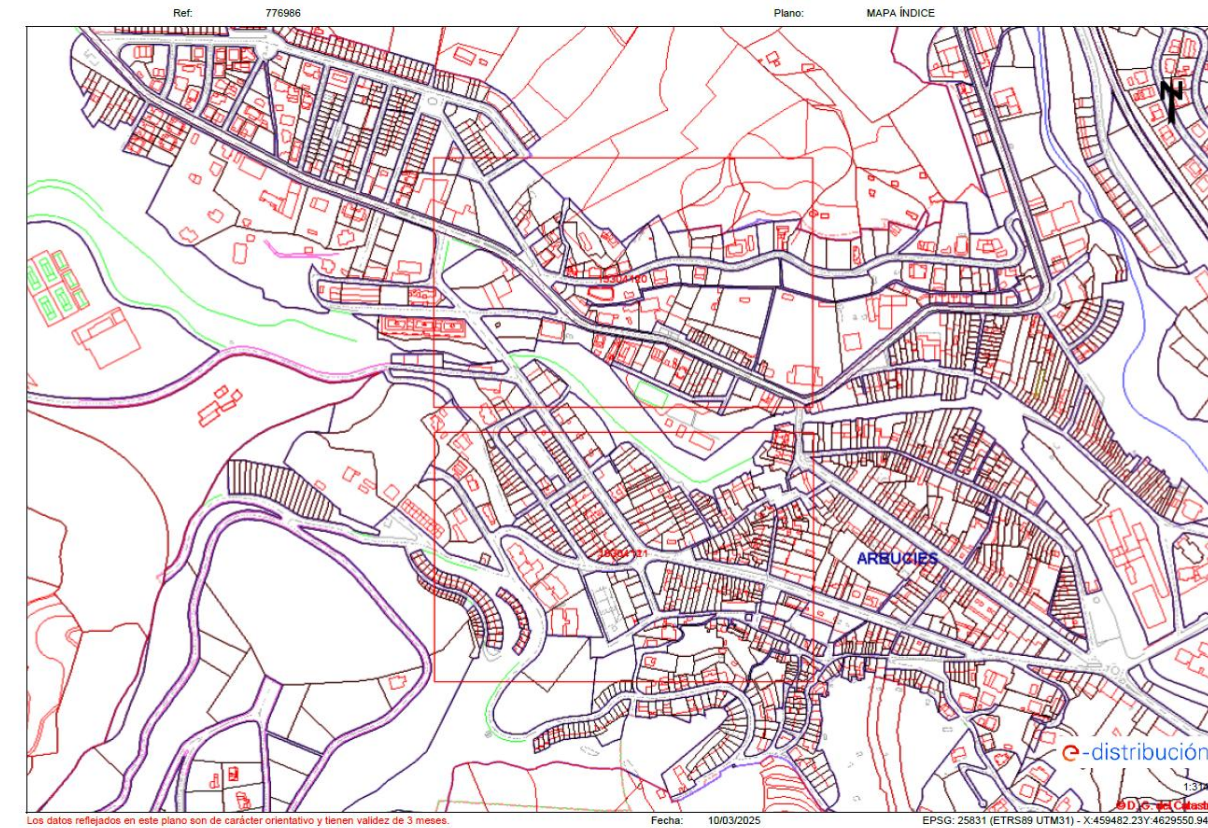 Ref: 776986 Plano: MAPA ÍNDICE
ARBUCIES
e-distribución
Los datos reflejados en este plano son de carácter orientativo y tienen validez de 3 meses. Fecha: 10/03/2025 EPSG: 25831 (ETRS89 UTM31) - X:459482.23Y:4629550.94